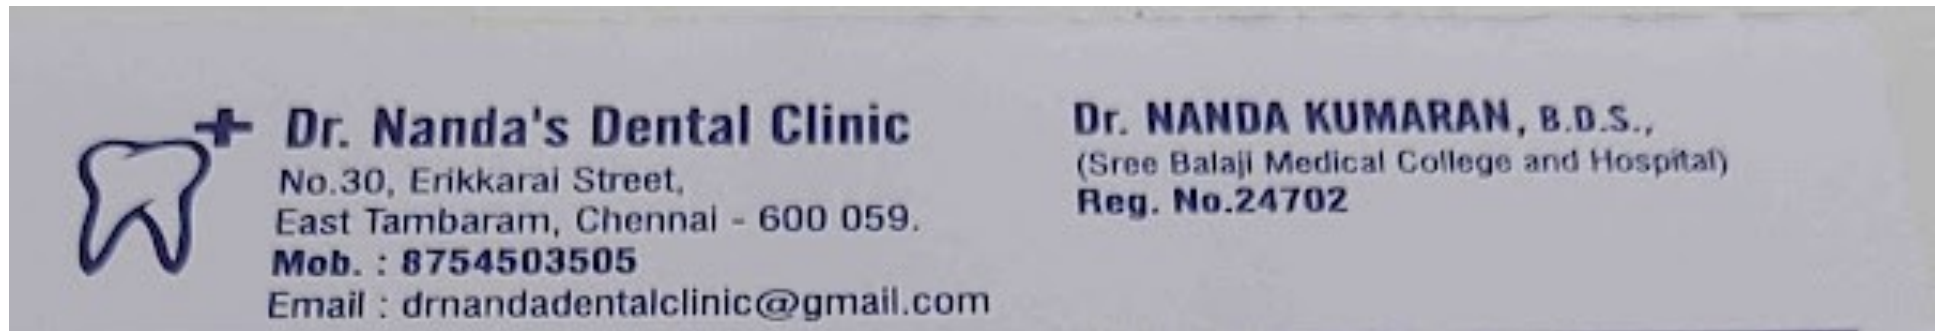 Dr. Nanda's Dental Clinic
No.30, Erikkarai Street,
East Tambaram, Chennai - 600 059.
Mob. : 8754503505
Email : drnandadentalclinic@gmail.com
Dr. NANDA KUMARAN, B.D.S.,
(Sree Balaji Medical College and Hospital)
Reg. No.24702